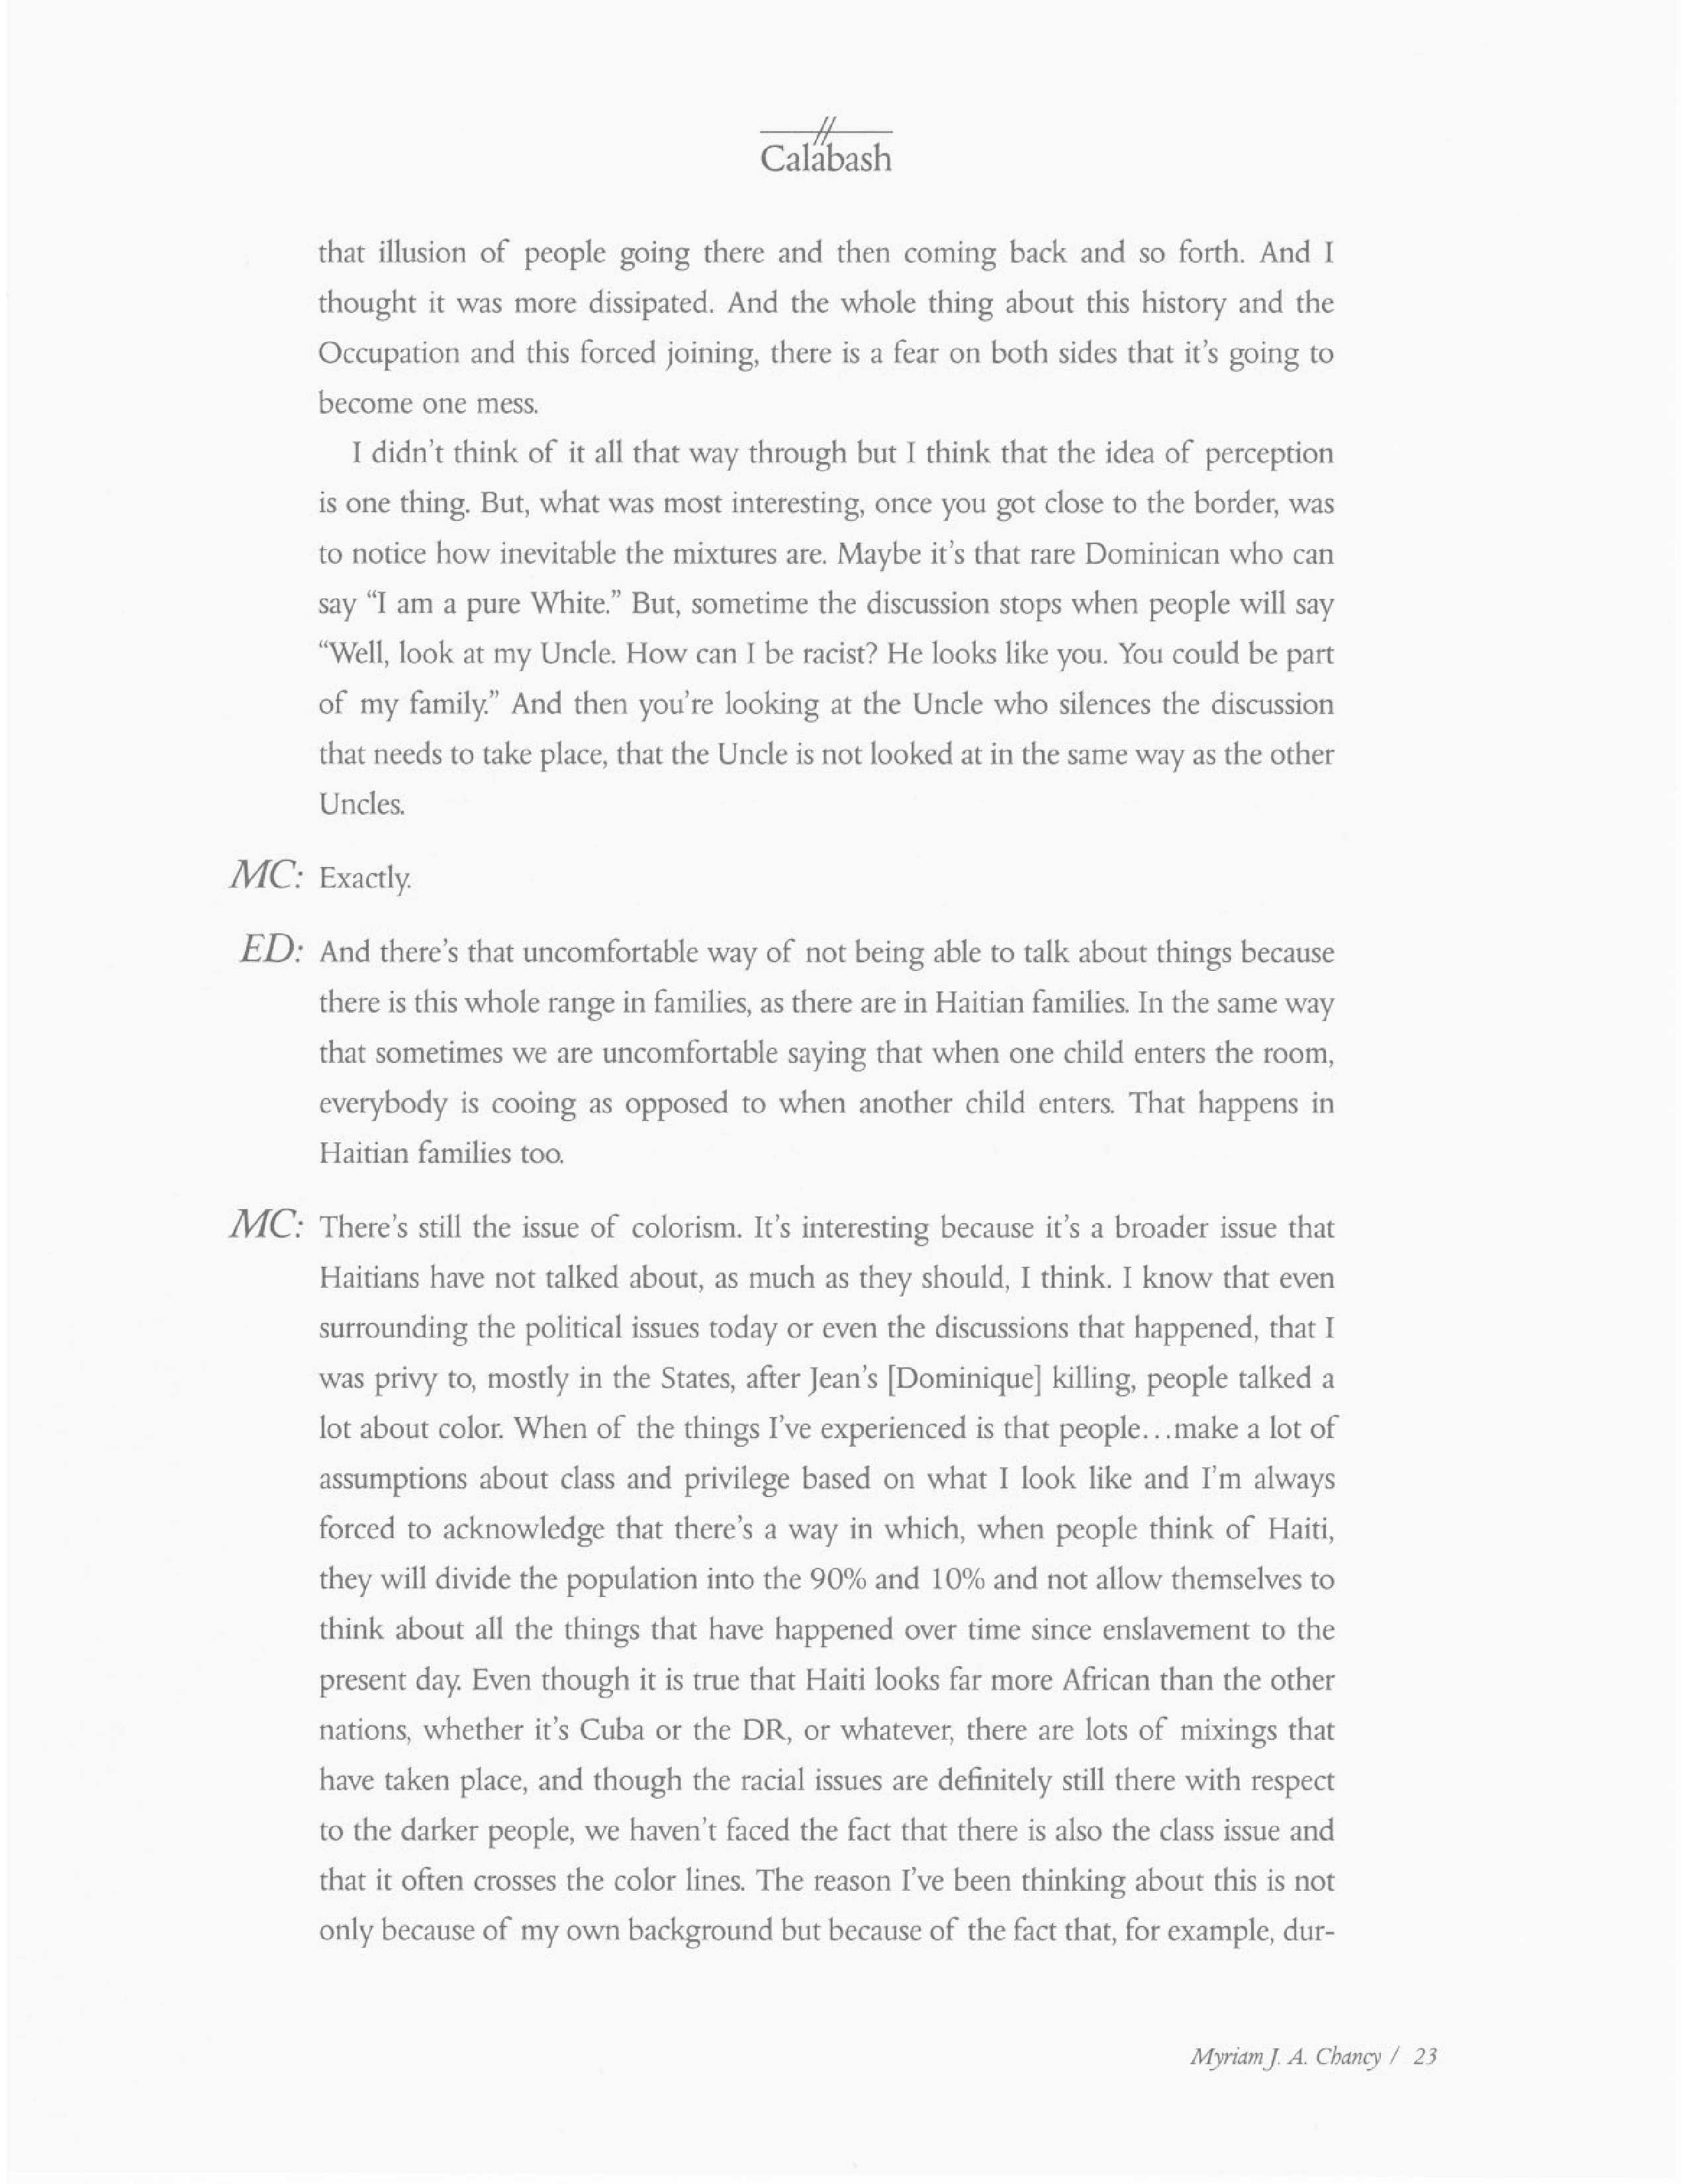 Calabash
that illusion of people going there and then coming back and so forth. And I
thought it was more dissipated. And the whole thing about this history and the
Occupation and this forced joining, there is a fear on both sides that it's going to
become one mess.
I didn't think of it all that way through but I think that the idea of perception
is one thing. But, what was most interesting, once you got close to the border, was
to notice how inevitable the mixtures are. Maybe it's that rare Dominican who can
say “I am a pure White.” But, sometime the discussion stops when people will say
“Well, look at my Uncle. How can I be racist? He looks like you. You could be part
of my family.” And then you're looking at the Uncle who silences the discussion
that needs to take place, that the Uncle is not looked at in the same way as the other
Uncles.
MC: Exactly.
ED: And there's that uncomfortable way of not being able to talk about things because
there is this whole range in families, as there are in Haitian families. In the same way
that sometimes we are uncomfortable saying that when one child enters the room,
everybody is cooing as opposed to when another child enters. That happens in
Haitian families too.
MC: There's still the issue of colorism. It's interesting because it's a broader issue that
Haitians have not talked about, as much as they should, I think. I know that even
surrounding the political issues today or even the discussions that happened, that I
was privy to, mostly in the States, after Jean's [Dominique] killing, people talked a
lot about color. When of the things I've experienced is that people...make a lot of
assumptions about class and privilege based on what I look like and I'm always
forced to acknowledge that there's a way in which, when people think of Haiti,
they will divide the population into the 90% and 10% and not allow themselves to
think about all the things that have happened over time since enslavement to the
present day. Even though it is true that Haiti looks far more African than the other
nations, whether it's Cuba or the DR, or whatever, there are lots of mixings that
have taken place, and though the racial issues are definitely still there with respect
to the darker people, we haven't faced the fact that there is also the class issue and
that it often crosses the color lines. The reason I've been thinking about this is not
only because of my own background but because of the fact that, for example, dur-
Myriam J. A. Chancy / 23